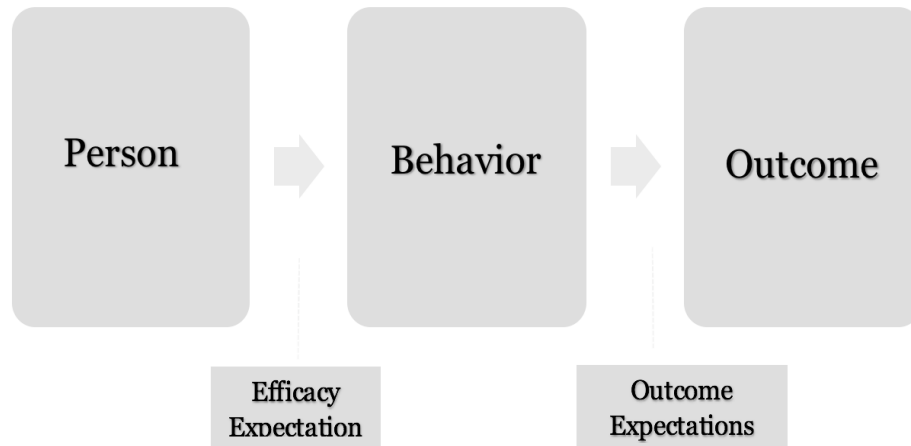 Person
Behavior
Outcome
Efficacy
Expectation
Outcome
Expectations